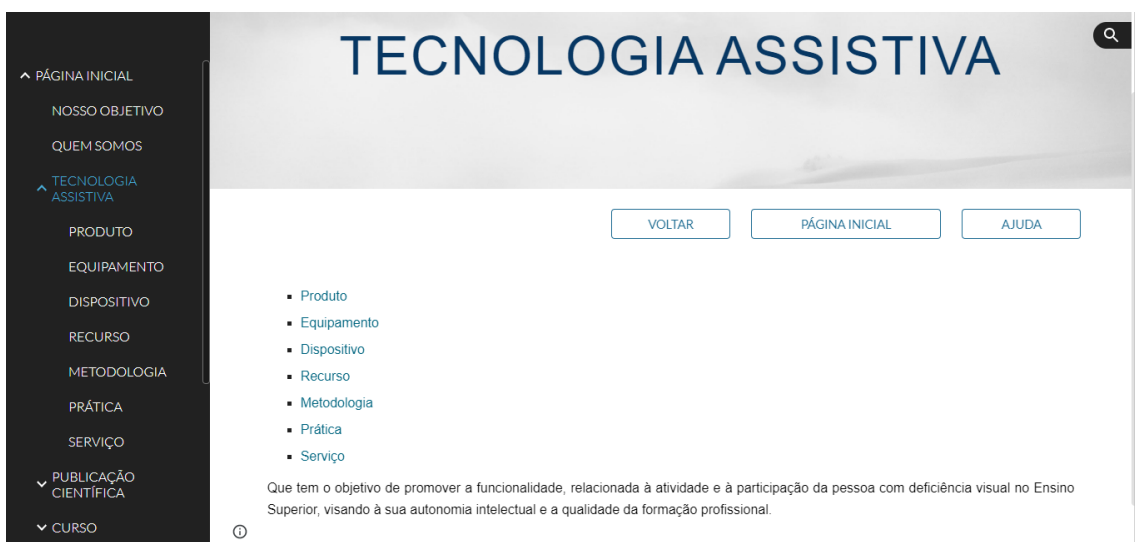 PÁGINA INICIAL
NOSSO OBJETIVO
QUEM SOMOS
TECNOLOGIA
ASSISTIVA
PRODUTO
EQUIPAMENTO
DISPOSITIVO
RECURSO
METODOLOGIA
PRÁTICA
SERVIÇO
PUBLICAÇÃO
CIENTÍFICA
CURSO
TECNOLOGIA ASSISTIVA
VOLTAR PÁGINA INICIAL AJUDA
Produto
Equipamento
Dispositivo
Recurso
Metodologia
Prática
Serviço
Que tem o objetivo de promover a funcionalidade, relacionada à atividade e à participação da pessoa com deficiência visual no Ensino
Superior, visando à sua autonomia intelectual e a qualidade da formação profissional.